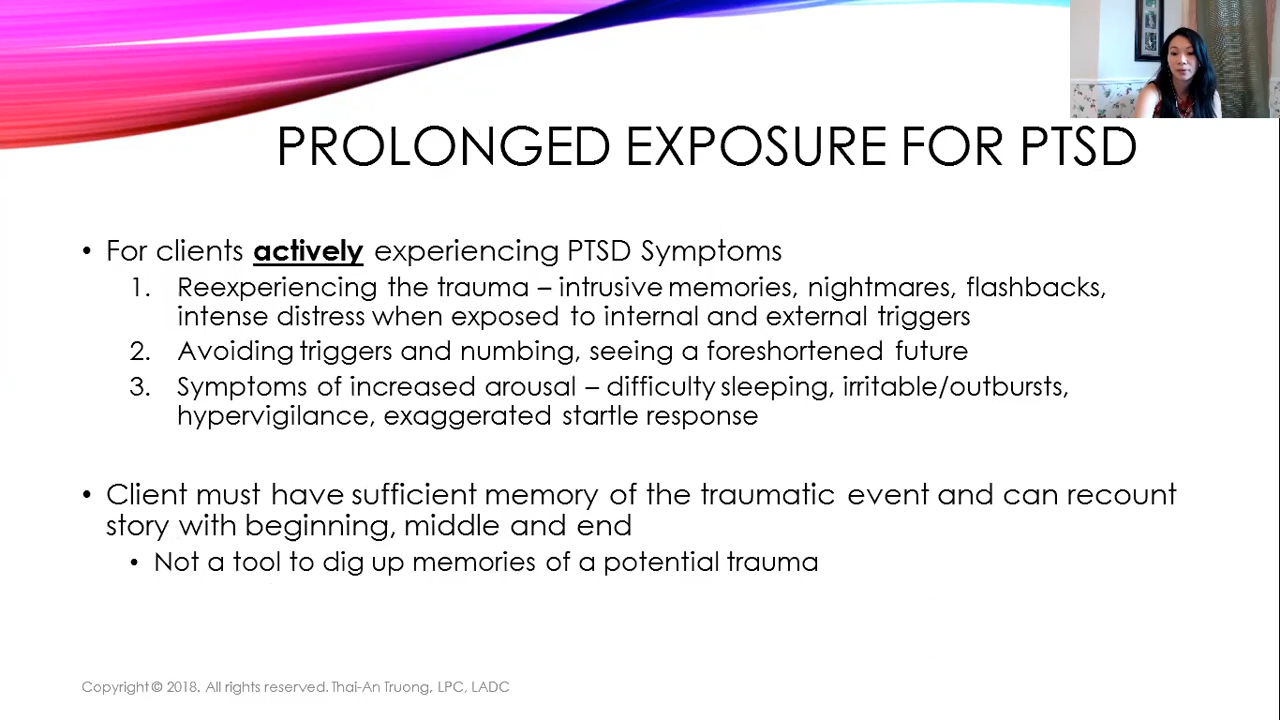 PROLONGED EXPOSURE FOR PTSD
• For clients actively experiencing PTSD Symptoms
1. Reexperiencing the trauma – intrusive memories, nightmares, flashbacks,
intense distress when exposed to internal and external triggers
2. Avoiding triggers and numbing, seeing a foreshortened future
3. Symptoms of increased arousal – difficulty sleeping, irritable/outbursts,
hypervigilance, exaggerated startle response
• Client must have sufficient memory of the traumatic event and can recount
story with beginning, middle and end
• Not a tool to dig up memories of a potential trauma
Copyright © 2018. All rights reserved. Thai-An Truong, LPC, LADC